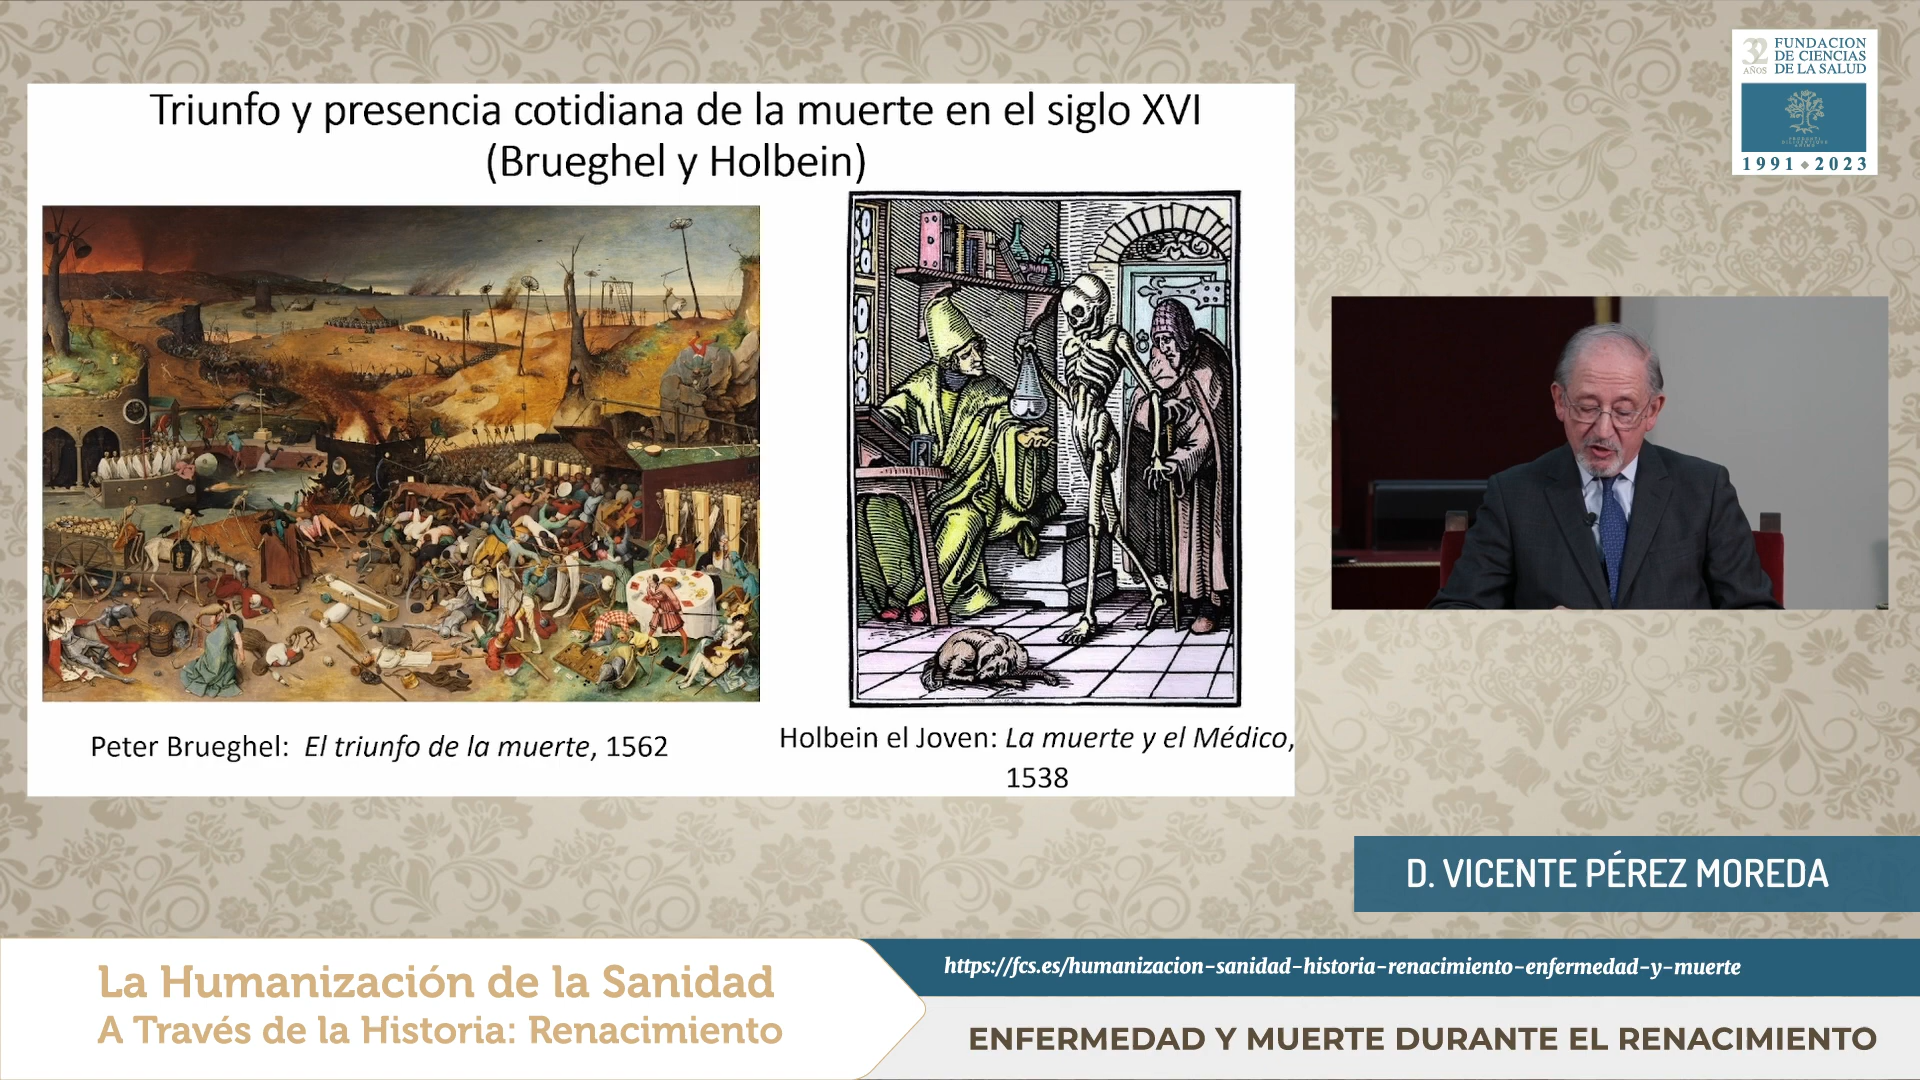 Triunfo y presencia cotidiana de la muerte en el siglo XVI
(Brueghel y Holbein)
Peter Brueghel: El triunfo de la muerte, 1562
Holbein el Joven: La muerte y el Médico,
1538
32
AÑOS
FUNDACION
DE CIENCIAS
DE LA SALUD
1991 ⬥ 2023
D. VICENTE PÉREZ MOREDA
La Humanización de la Sanidad
A Través de la Historia: Renacimiento
https://fcs.es/humanizacion-sanidad-historia-renacimiento-enfermedad-y-muerte
ENFERMEDAD Y MUERTE DURANTE EL RENACIMIENTO